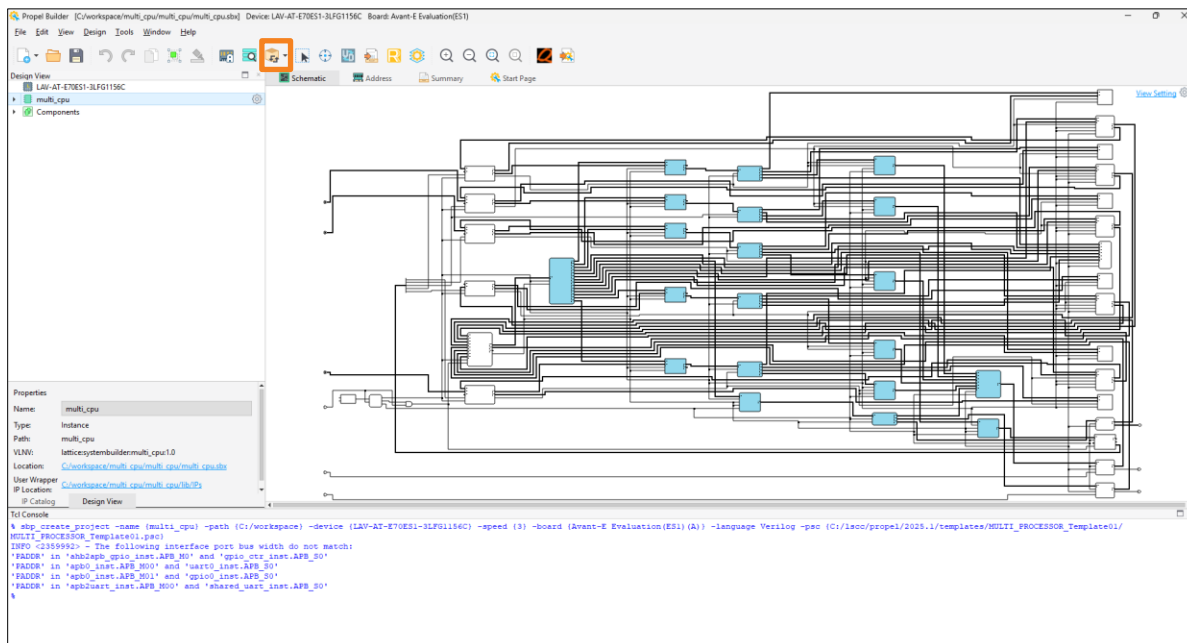 Propel Builder [C:/workspace/multi_cpu/multi_cpu/multi_cpu.sbx] Device: LAV-AT-E70ES1-3LFG1156C Board: Avant-E Evaluation(ES1)
File Edit View Design Tools Window Help
Design View
LAV-AT-E70ES1-3LFG1156C
multi_cpu
Components
Schematic Address Summary Start Page
View Setting
Properties
Name: multi_cpu
Type: Instance
Path: multi_cpu
VLNV: lattice:systembuilder:multi_cpu:1.0
Location: C:/workspace/multi_cpu/multi_cpu/multi_cpu.sbx
User Wrapper
IP Location: C:/workspace/multi_cpu/multi_cpu/lib/IPs
IP Catalog Design View
Tcl Console
% sbp_create_project -name {multi_cpu} -path {C:/workspace} -device {LAV-AT-E70ES1-3LFG1156C} -speed {3} -board {Avant-E Evaluation(ES1)(A)} -language Verilog -psc {C:/lscc/propel/2025.1/templates/MULTI_PROCESSOR_Template01/
MULTI_PROCESSOR_Template01.psc}
INFO <2359992> - The following interface port bus width do not match:
'PADDR' in 'ahb2apb_gpio_inst.APB_M0' and 'gpio_ctr_inst.APB_S0'
'PADDR' in 'apb0_inst.APB_M00' and 'uart0_inst.APB_S0'
'PADDR' in 'apb0_inst.APB_M01' and 'gpio0_inst.APB_S0'
'PADDR' in 'apb2uart_inst.APB_M00' and 'shared_uart_inst.APB_S0'
%